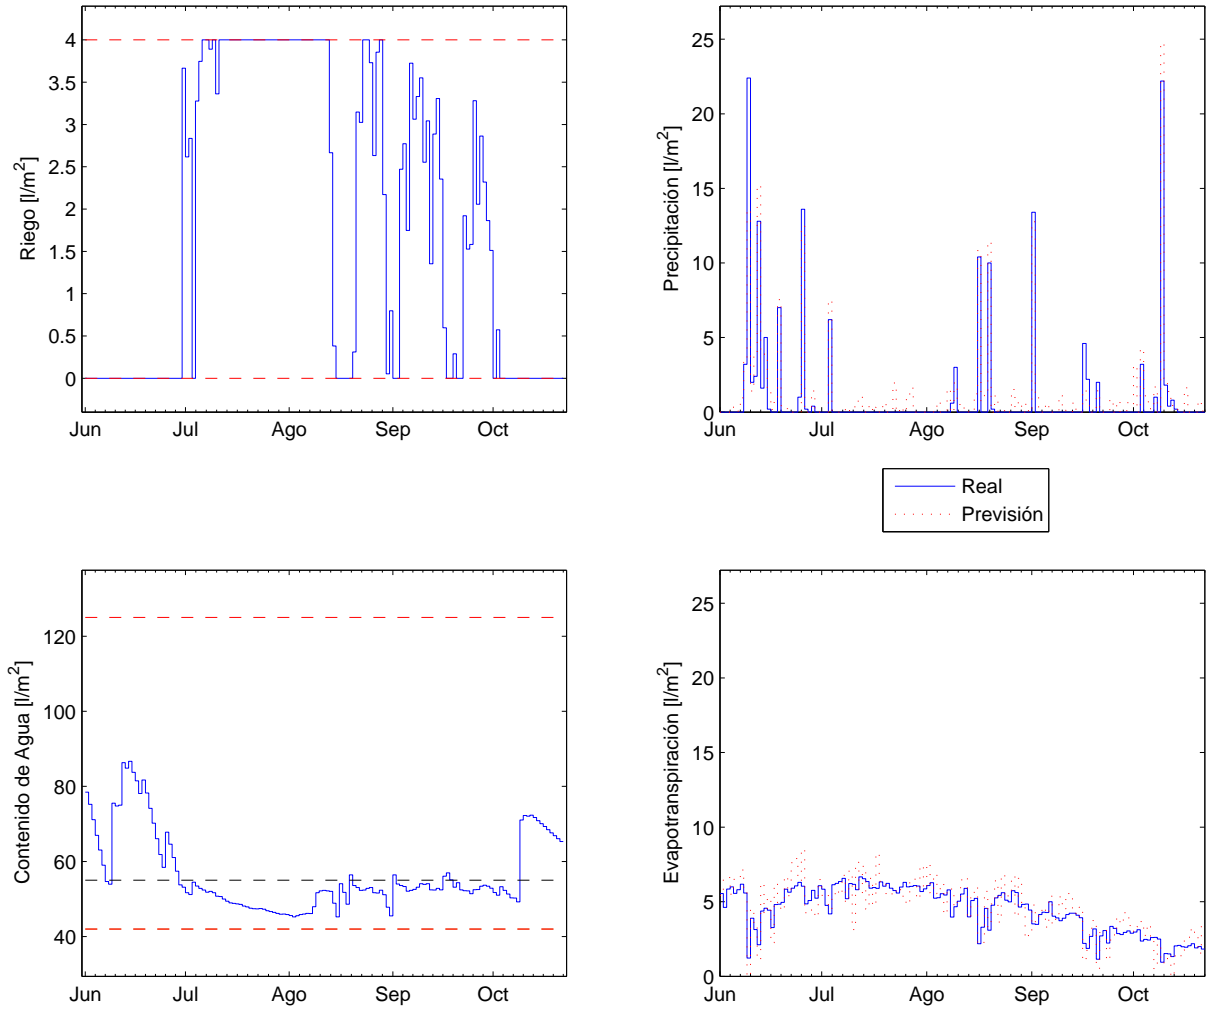 4
3.5
3
2.5
2
1.5
1
0.5
0
Riego [l/m²]
Jun Jul Ago Sep Oct
25
20
15
10
5
0
Precipitación [l/m²]
Jun Jul Ago Sep Oct
Real
Previsión
120
100
80
60
40
Contenido de Agua [l/m²]
Jun Jul Ago Sep Oct
25
20
15
10
5
0
Evapotranspiración [l/m²]
Jun Jul Ago Sep Oct